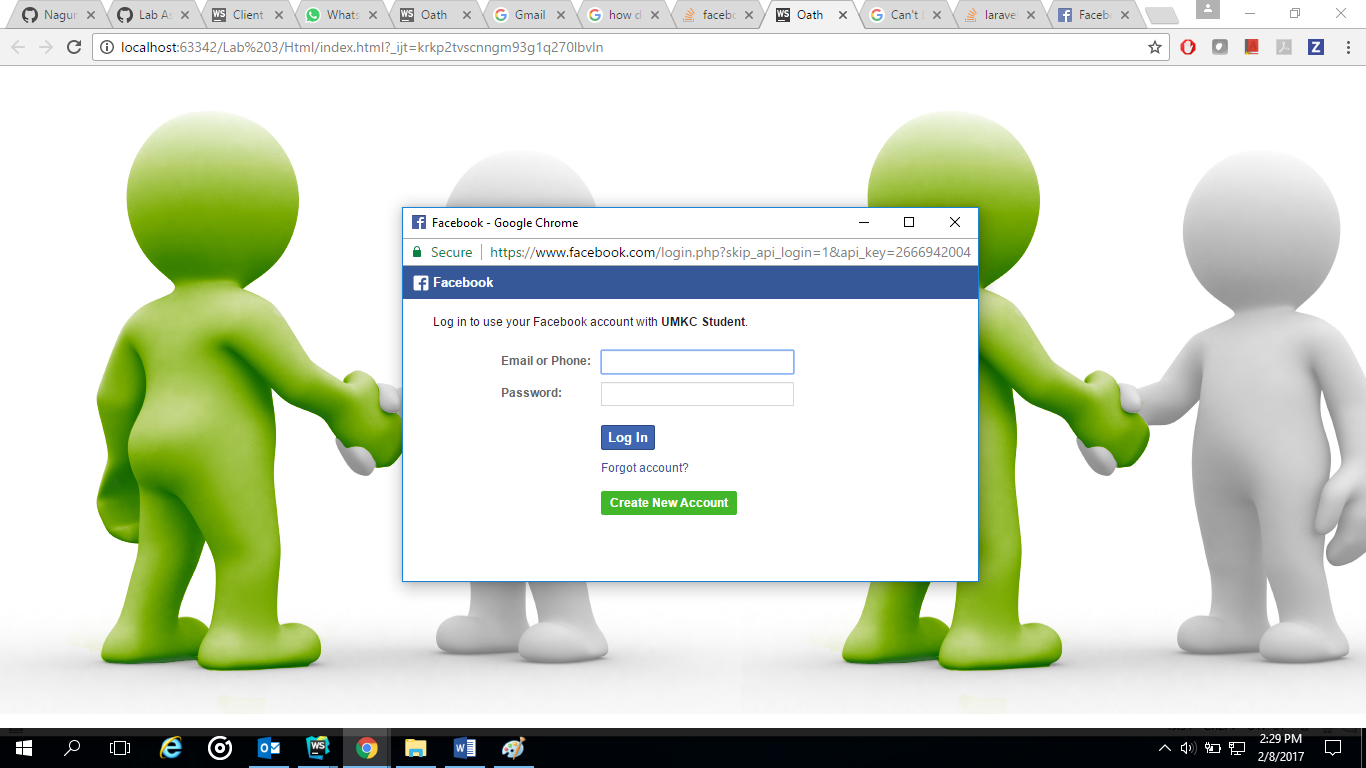 Nagur
Lab As
Client
Whats
Oath
Gmail
how d
facebo
Oath
Can't L
laravel
Faceb
localhost:63342/Lab%203/Html/index.html?_ijt=krkp2tvscnngm93g1q270lbvln
Facebook - Google Chrome
Secure https://www.facebook.com/login.php?skip_api_login=1&api_key=2666942004
Facebook
Log in to use your Facebook account with UMKC Student.
Email or Phone:
Password:
Log In
Forgot account?
Create New Account
2:29 PM
2/8/2017